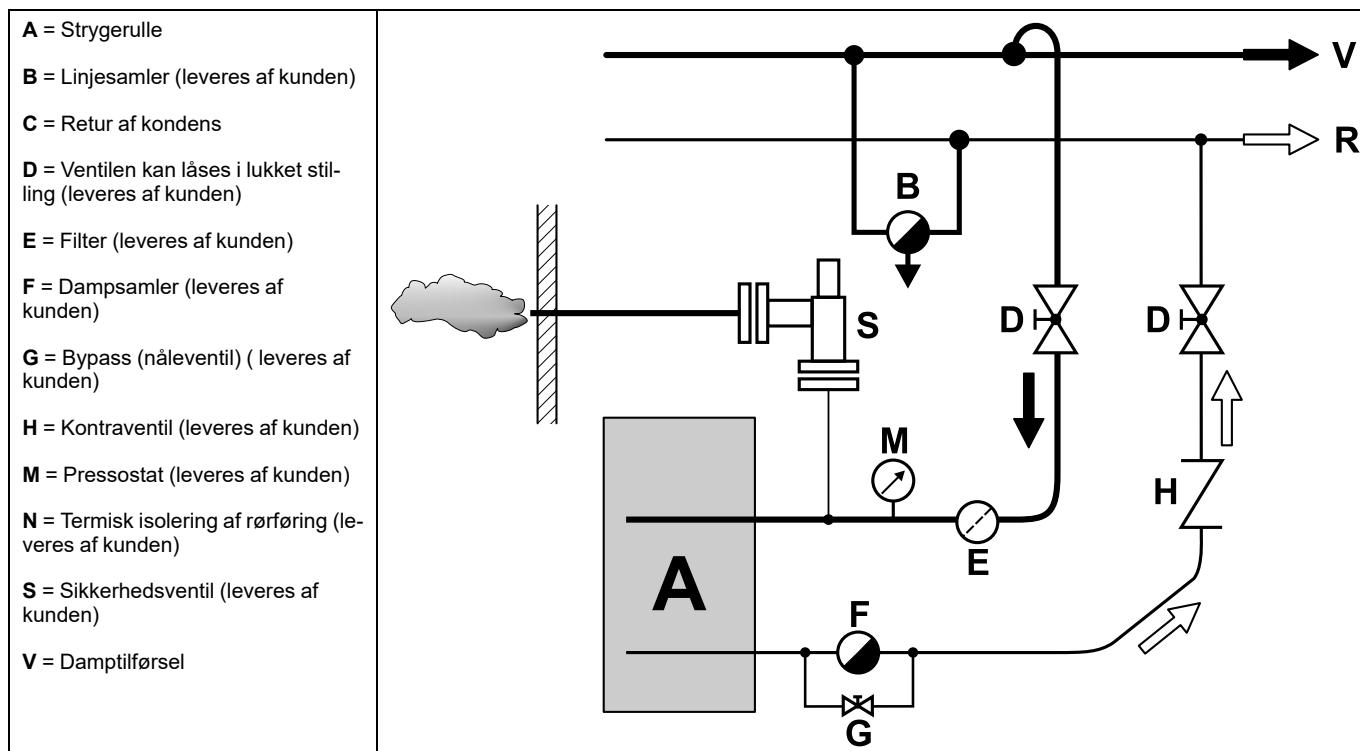 A = Strygerulle
B = Linjesamler (leveres af kunden)
C = Retur af kondens
D = Ventilen kan låses i lukket stil-
ling (leveres af kunden)
E = Filter (leveres af kunden)
F = Dampsamler (leveres af
kunden)
G = Bypass (nåleventil) ( leveres af
kunden)
H = Kontraventil (leveres af kunden)
M = Pressostat (leveres af kunden)
N = Termisk isolering af rørføring (le-
veres af kunden)
S = Sikkerhedsventil (leveres af
kunden)
V = Damptilførsel
V
R
B
S
D
D
M
H
E
A
F
G